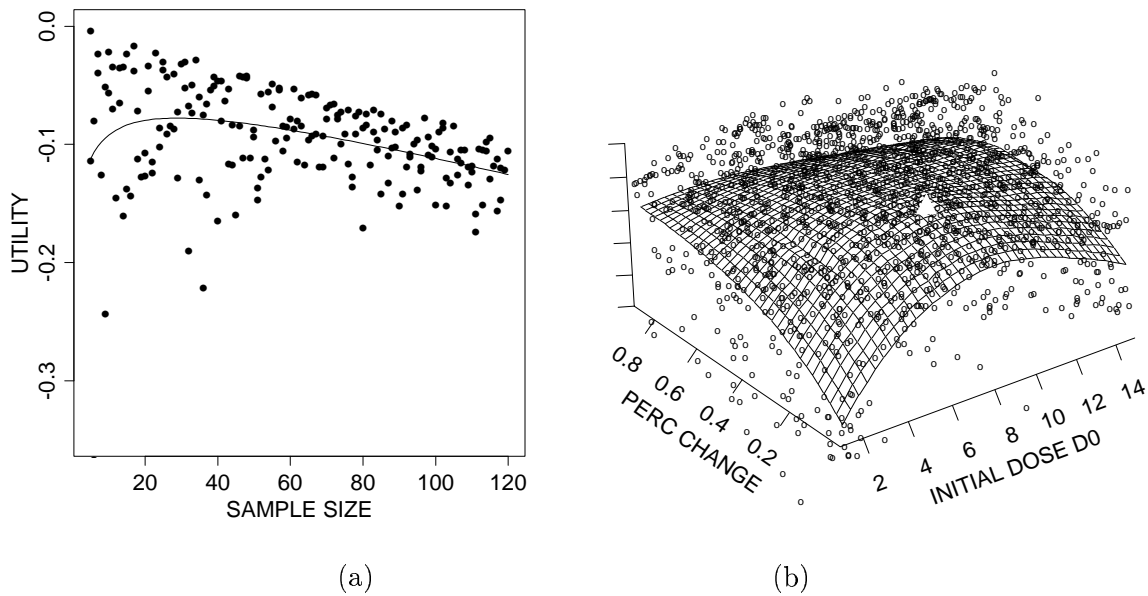 0.0
-0.1
-0.2
-0.3
UTILITY
20 40 60 80 100 120
SAMPLE SIZE
0.8 0.6 0.4 0.2
PERC CHANGE
2 4 6 8 10 12 14
INITIAL DOSE D0
(a) (b)